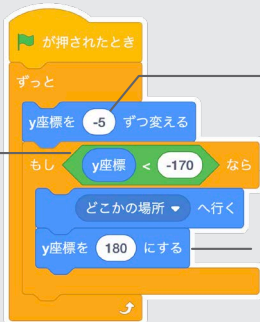 が押されたとき
ずっと
y座標を -5 ずつ変える
もし y座標 < -170 なら
どこかの場所 へ行く
y座標を 180 にする